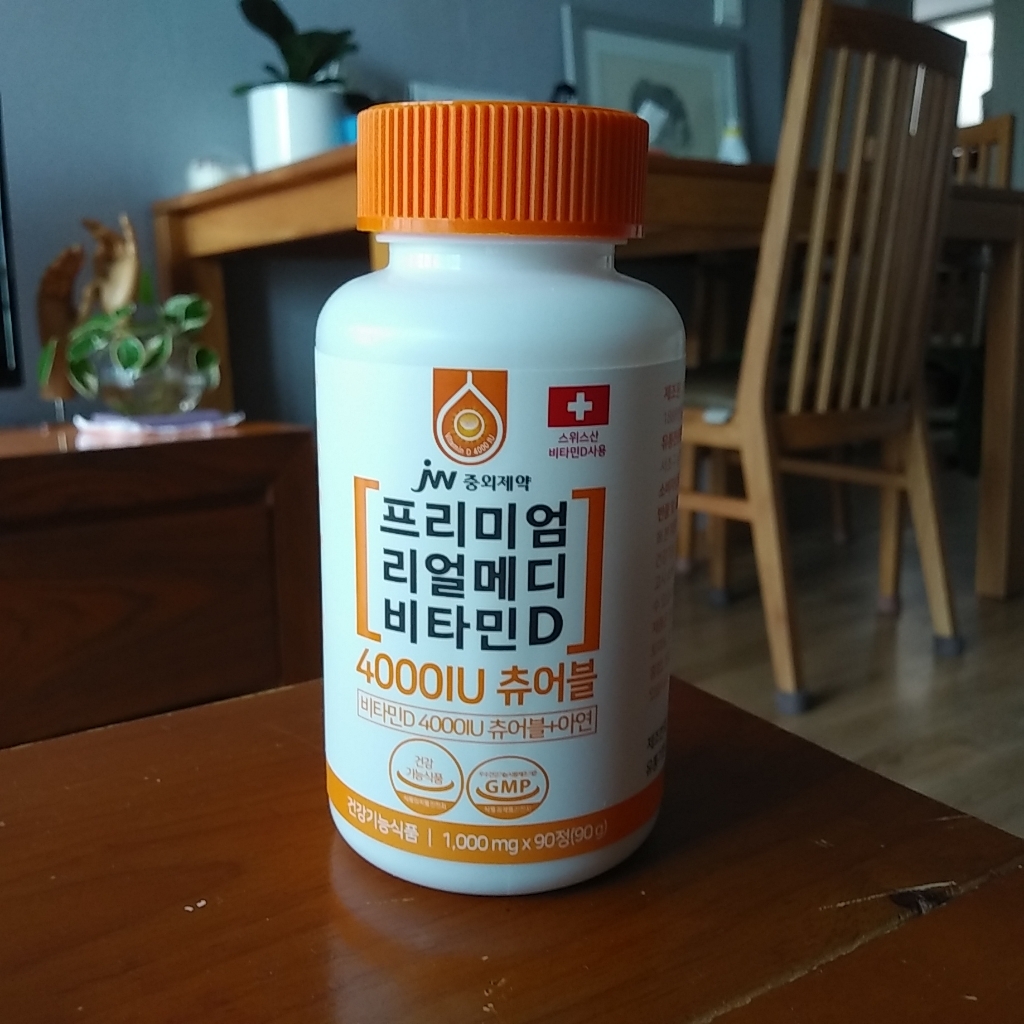 Vitamin D 4000 IU
스위스산
비타민D사용
jw 중외제약
프리미엄
리얼메디
비타민D
4000IU 츄어블
비타민D 4000IU 츄어블+아연
건강
기능식품
GMP
건강기능식품 | 1,000 mg x 90정(90 g)